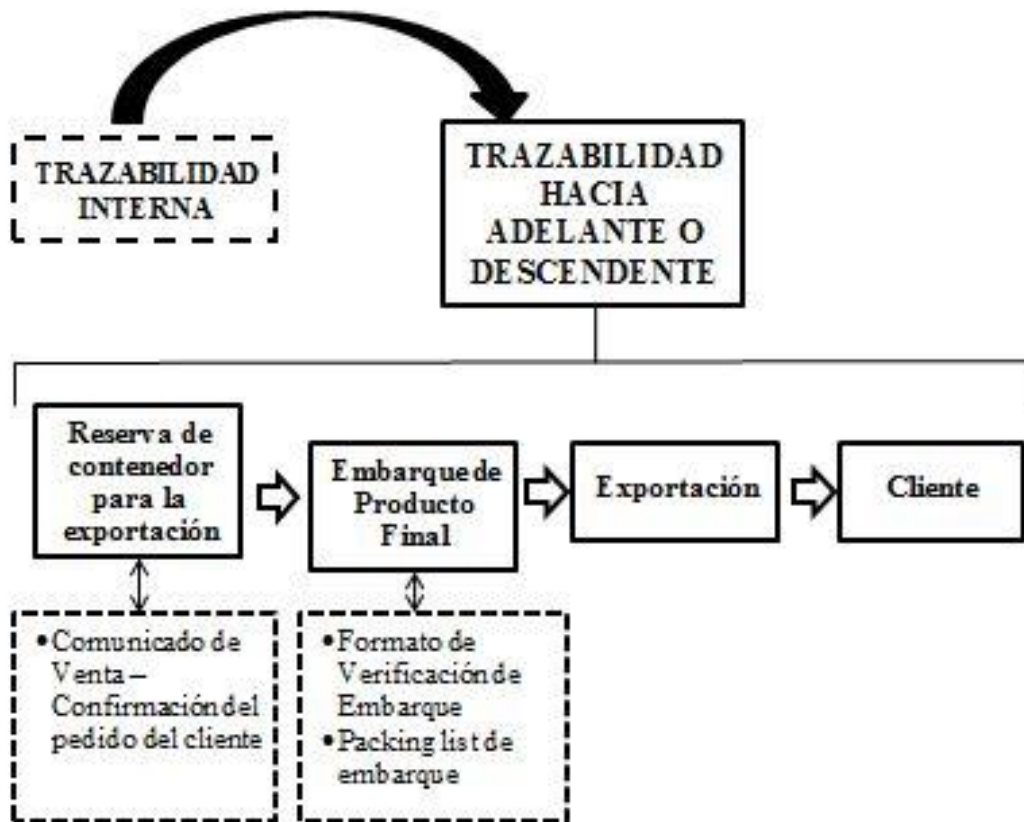 TRAZABILIDAD
INTERNA
TRAZABILIDAD
HACIA
ADELANTE O
DESCENDENTE
Reserva de
contenedor
para la
exportación
Embarque de
Producto
Final
Exportación
Cliente
•Comunicado de
Venta –
Confirmación del
pedido del cliente
•Formato de
Verificación de
Embarque
•Packing list de
embarque